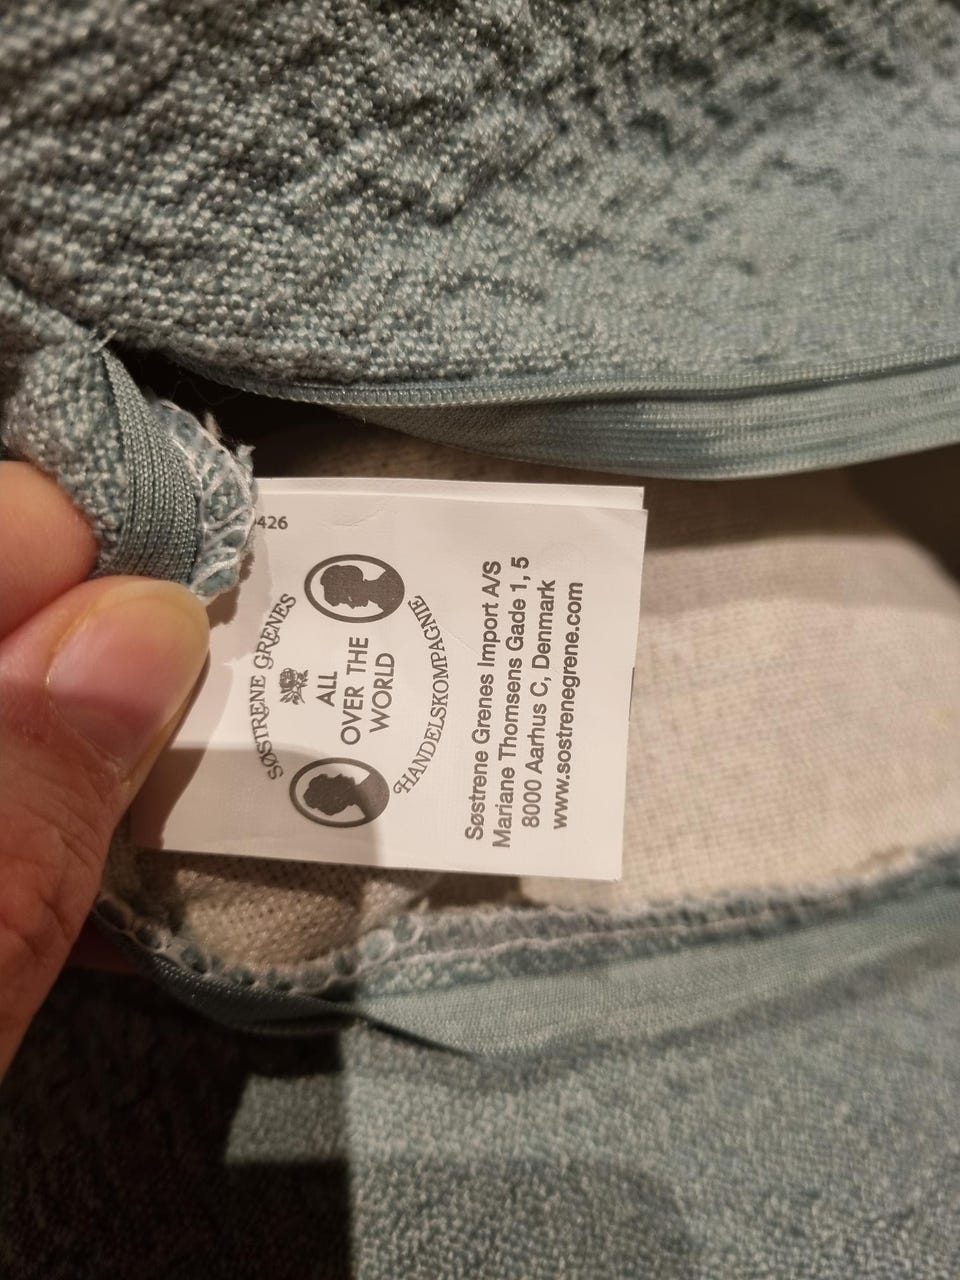 426
SØSTRENE GRENES
ALL
OVER THE
WORLD
HANDELSKOMPAGNIE
Søstrene Grenes Import A/S
Mariane Thomsens Gade 1, 5
8000 Aarhus C, Denmark
www.sostrenegrene.com